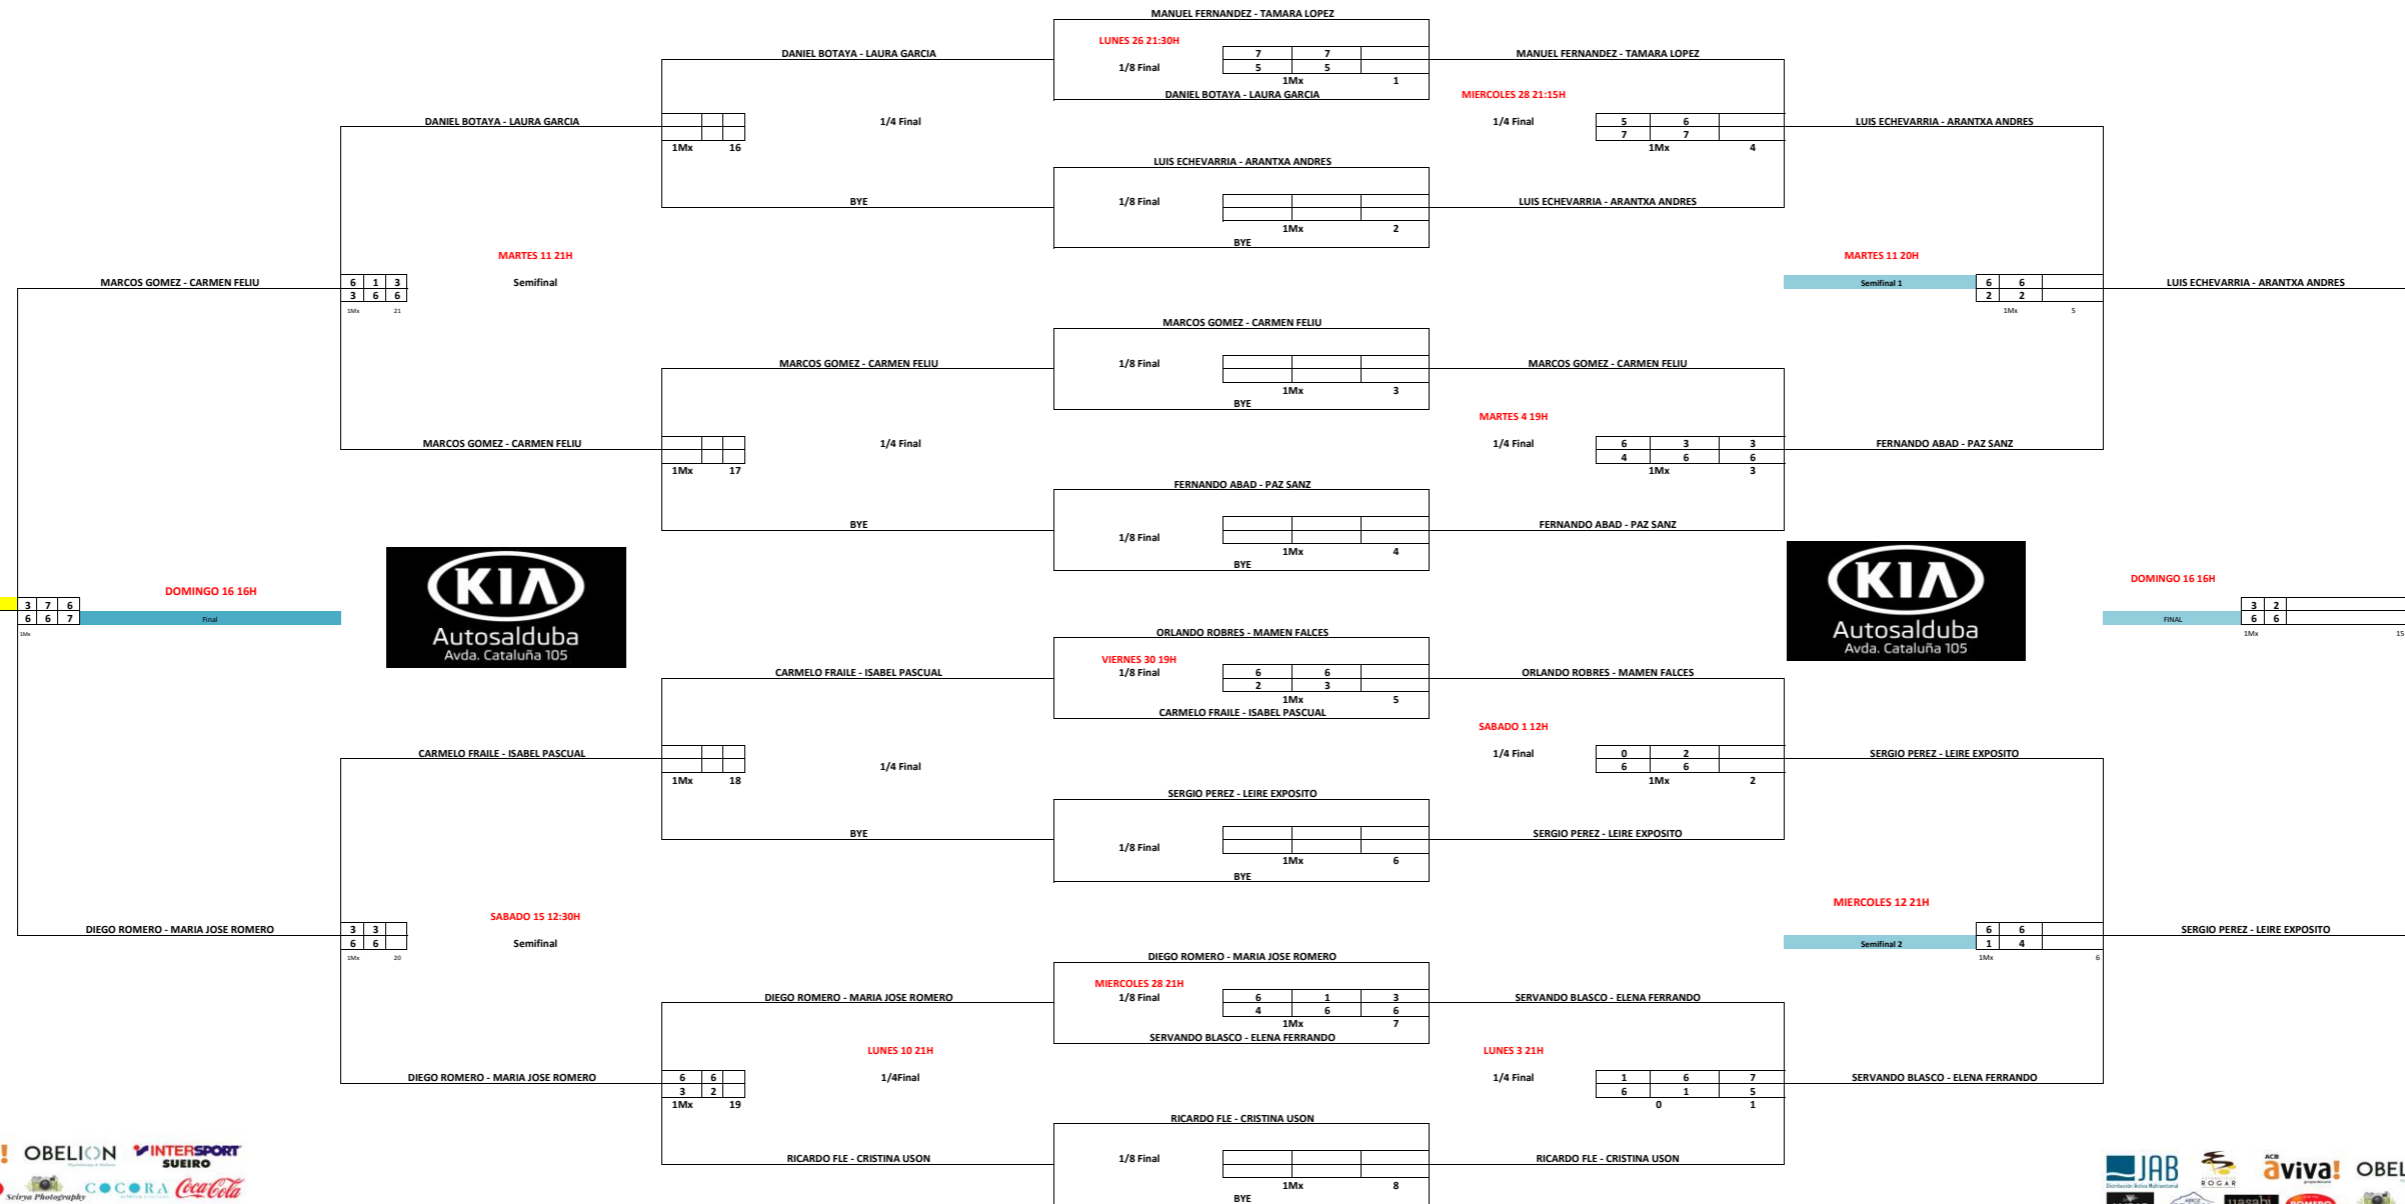 MANUEL FERNANDEZ - TAMARA LOPEZ
LUNES 26 21:30H
DANIEL BOTAYA - LAURA GARCIA
7 7
MANUEL FERNANDEZ - TAMARA LOPEZ
1/8 Final
5 5
1Mx 1
DANIEL BOTAYA - LAURA GARCIA
MIERCOLES 28 21:15H
DANIEL BOTAYA - LAURA GARCIA
1/4 Final
1/4 Final
5 6
LUIS ECHEVARRIA - ARANTXA ANDRES
7 7
1Mx 16
1Mx 4
LUIS ECHEVARRIA - ARANTXA ANDRES
BYE
1/8 Final
LUIS ECHEVARRIA - ARANTXA ANDRES
1Mx 2
BYE
MARTES 11 21H
MARTES 11 20H
MARCOS GOMEZ - CARMEN FELIU
6 1 3
Semifinal
Semifinal 1
6 6
LUIS ECHEVARRIA - ARANTXA ANDRES
3 6 6
2 2
1Mx 21
1Mx 5
MARCOS GOMEZ - CARMEN FELIU
MARCOS GOMEZ - CARMEN FELIU
1/8 Final
MARCOS GOMEZ - CARMEN FELIU
1Mx 3
BYE
MARTES 4 19H
MARCOS GOMEZ - CARMEN FELIU
1/4 Final
1/4 Final
6 3 3
FERNANDO ABAD - PAZ SANZ
4 6 6
1Mx 17
1Mx 3
FERNANDO ABAD - PAZ SANZ
BYE
1/8 Final
FERNANDO ABAD - PAZ SANZ
1Mx 4
BYE
KIA
Autosalduba
Avda. Cataluña 105
KIA
Autosalduba
Avda. Cataluña 105
DOMINGO 16 16H
DOMINGO 16 16H
3 7 6
3 2
6 6 7
Final
FINAL
6 6
1Mx
1Mx 15
ORLANDO ROBRES - MAMEN FALCES
VIERNES 30 19H
CARMELO FRAILE - ISABEL PASCUAL
1/8 Final
6 6
ORLANDO ROBRES - MAMEN FALCES
2 3
1Mx 5
CARMELO FRAILE - ISABEL PASCUAL
SABADO 1 12H
CARMELO FRAILE - ISABEL PASCUAL
1/4 Final
1/4 Final
0 2
SERGIO PEREZ - LEIRE EXPOSITO
6 6
1Mx 18
1Mx 2
SERGIO PEREZ - LEIRE EXPOSITO
BYE
1/8 Final
SERGIO PEREZ - LEIRE EXPOSITO
1Mx 6
BYE
SABADO 15 12:30H
MIERCOLES 12 21H
DIEGO ROMERO - MARIA JOSE ROMERO
3 3
6 6
SERGIO PEREZ - LEIRE EXPOSITO
6 6
Semifinal
Semifinal 2
1 4
1Mx 20
1Mx 6
DIEGO ROMERO - MARIA JOSE ROMERO
MIERCOLES 28 21H
DIEGO ROMERO - MARIA JOSE ROMERO
1/8 Final
6 1 3
SERVANDO BLASCO - ELENA FERRANDO
4 6 6
1Mx 7
SERVANDO BLASCO - ELENA FERRANDO
LUNES 10 21H
LUNES 3 21H
DIEGO ROMERO - MARIA JOSE ROMERO
6 6
1/4Final
1/4 Final
1 6 7
SERVANDO BLASCO - ELENA FERRANDO
3 2
6 1 5
1Mx 19
0 1
RICARDO FLE - CRISTINA USON
RICARDO FLE - CRISTINA USON
1/8 Final
RICARDO FLE - CRISTINA USON
1Mx 8
BYE
! OBELION INTERSPORT
SUEIRO
Photography COCORA Coca-Cola
JAB ROGAR ACB aviva! OBEL
uasabi ROMERO